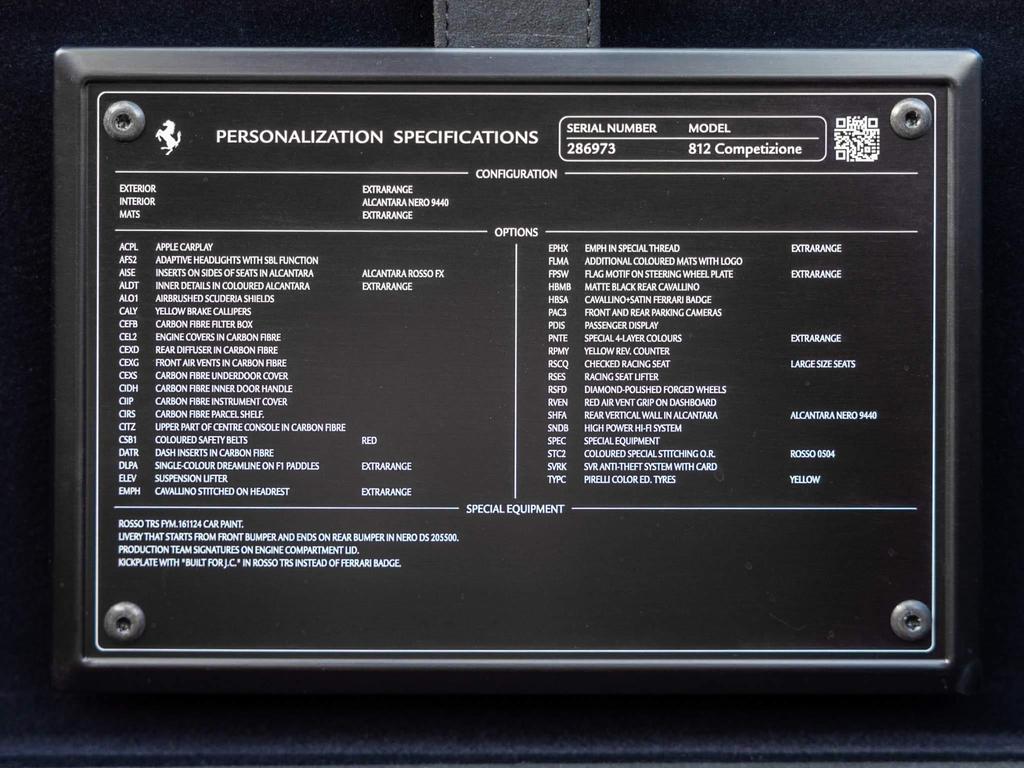 PERSONALIZATION SPECIFICATIONS
SERIAL NUMBER MODEL
286973 812 Competizione
CONFIGURATION
EXTERIOR EXTRARANGE
INTERIOR ALCANTARA NERO 9440
MATS EXTRARANGE
OPTIONS
ACPL APPLE CARPLAY
AFS2 ADAPTIVE HEADLIGHTS WITH SBL FUNCTION
AISE INSERTS ON SIDES OF SEATS IN ALCANTARA ALCANTARA ROSSO FX
ALDT INNER DETAILS IN COLOURED ALCANTARA EXTRARANGE
ALO1 AIRBRUSHED SCUDERIA SHIELDS
CALY YELLOW BRAKE CALLIPERS
CEFB CARBON FIBRE FILTER BOX
CEL2 ENGINE COVERS IN CARBON FIBRE
CEXD REAR DIFFUSER IN CARBON FIBRE
CEXG FRONT AIR VENTS IN CARBON FIBRE
CEXS CARBON FIBRE UNDERDOOR COVER
CIDH CARBON FIBRE INNER DOOR HANDLE
CIIP CARBON FIBRE INSTRUMENT COVER
CIRS CARBON FIBRE PARCEL SHELF.
CITZ UPPER PART OF CENTRE CONSOLE IN CARBON FIBRE
CSB1 COLOURED SAFETY BELTS RED
DATR DASH INSERTS IN CARBON FIBRE
DLPA SINGLE-COLOUR DREAMLINE ON F1 PADDLES EXTRARANGE
ELEV SUSPENSION LIFTER
EMPH CAVALLINO STITCHED ON HEADREST EXTRARANGE
EPHX EMPH IN SPECIAL THREAD EXTRARANGE
FLMA ADDITIONAL COLOURED MATS WITH LOGO
FPSW FLAG MOTIF ON STEERING WHEEL PLATE EXTRARANGE
HBMB MATTE BLACK REAR CAVALLINO
HBSA CAVALLINO+SATIN FERRARI BADGE
PAC3 FRONT AND REAR PARKING CAMERAS
PDIS PASSENGER DISPLAY
PNTE SPECIAL 4-LAYER COLOURS EXTRARANGE
RPMY YELLOW REV. COUNTER
RSCQ CHECKED RACING SEAT LARGE SIZE SEATS
RSES RACING SEAT LIFTER
RSFD DIAMOND-POLISHED FORGED WHEELS
RVEN RED AIR VENT GRIP ON DASHBOARD
SHFA REAR VERTICAL WALL IN ALCANTARA ALCANTARA NERO 9440
SNDB HIGH POWER HI-FI SYSTEM
SPEC SPECIAL EQUIPMENT
STC2 COLOURED SPECIAL STITCHING O.R. ROSSO 0504
SVRK SVR ANTI-THEFT SYSTEM WITH CARD
TYPC PIRELLI COLOR ED. TYRES YELLOW
SPECIAL EQUIPMENT
ROSSO TRS FYM.161124 CAR PAINT.
LIVERY THAT STARTS FROM FRONT BUMPER AND ENDS ON REAR BUMPER IN NERO DS 205500.
PRODUCTION TEAM SIGNATURES ON ENGINE COMPARTMENT LID.
KICKPLATE WITH "BUILT FOR J.C." IN ROSSO TRS INSTEAD OF FERRARI BADGE.